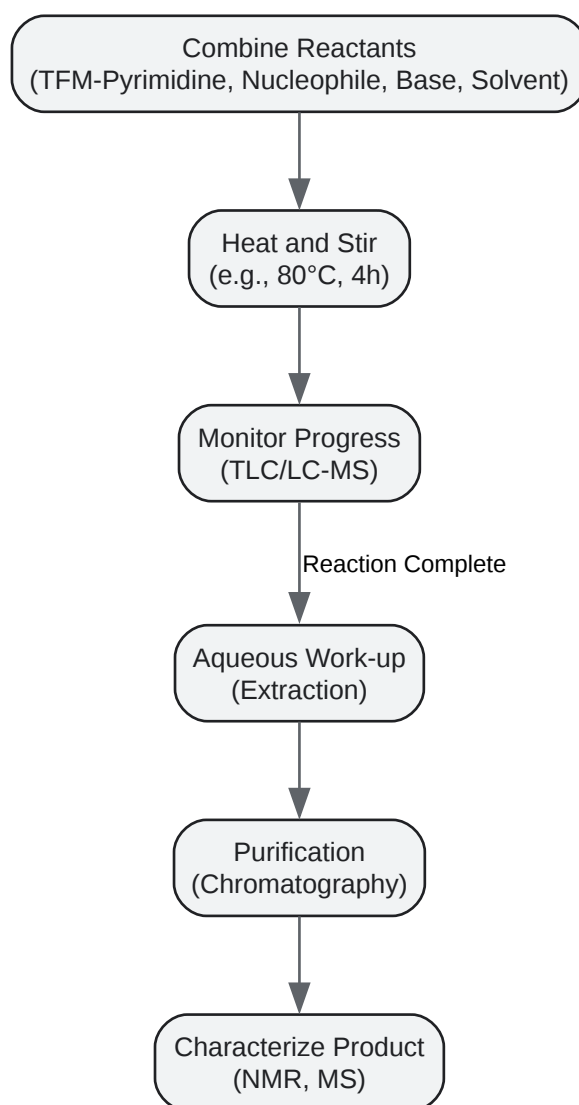 Combine Reactants
(TFM-Pyrimidine, Nucleophile, Base, Solvent)
Heat and Stir
(e.g., 80°C, 4h)
Monitor Progress
(TLC/LC-MS)
Reaction Complete
Aqueous Work-up
(Extraction)
Purification
(Chromatography)
Characterize Product
(NMR, MS)